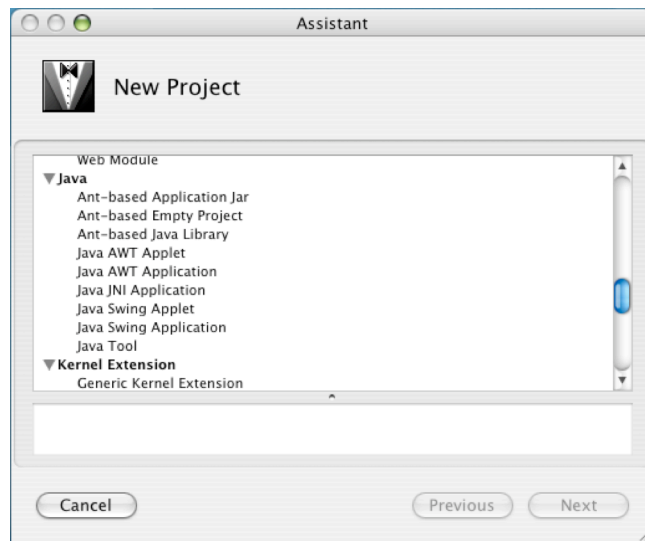 Assistant
New Project
Web Module
Java
Ant-based Application Jar
Ant-based Empty Project
Ant-based Java Library
Java AWT Applet
Java AWT Application
Java JNI Application
Java Swing Applet
Java Swing Application
Java Tool
Kernel Extension
Generic Kernel Extension
Cancel
Previous
Next